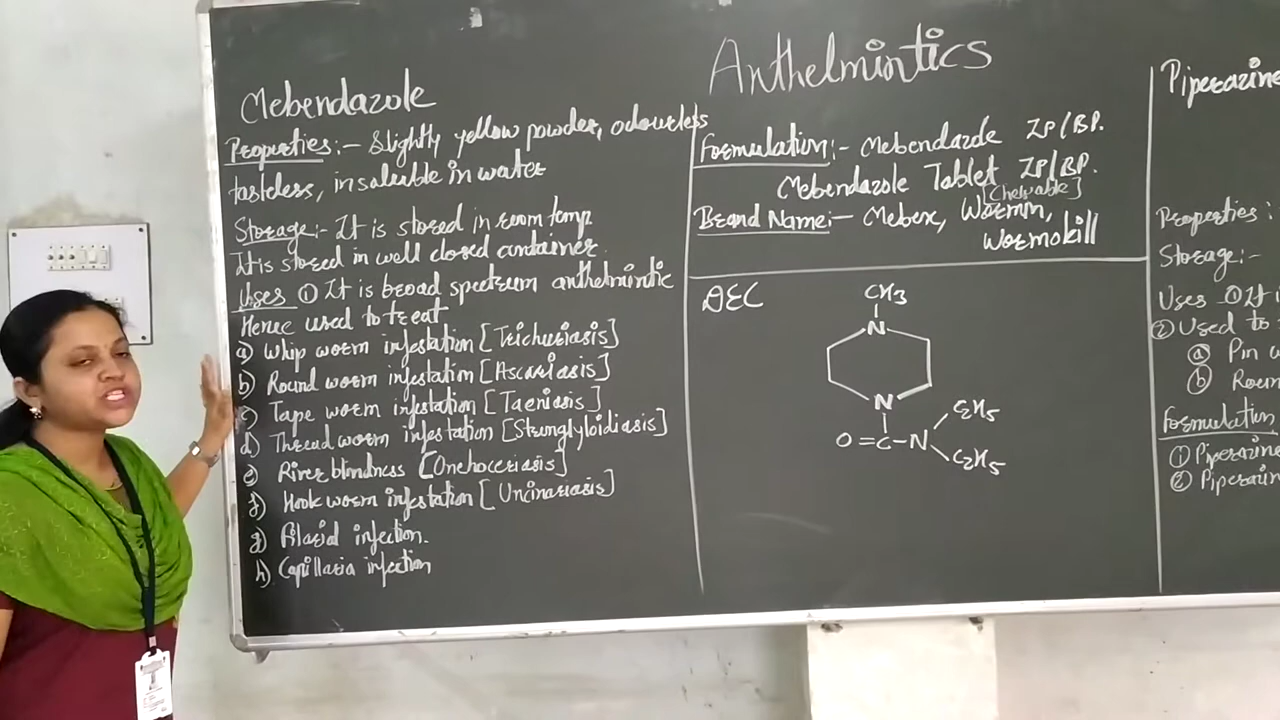 Anthelmintics
Mebendazole
Properties:- Slightly yellow powder, odourless
tasteless, insoluble in water
Storage:- It is stored in room temp.
It is stored in well closed container.
Uses ① It is broad spectrum anthelmintic
Hence used to treat
a) Whip worm infestation [Trichuriasis]
b) Round worm infestation [Ascariasis]
c) Tape worm infestation [Taeniasis]
d) Thread worm infestation [Strongyloidiasis]
e) River blindness [Onchocerciasis]
f) Hook worm infestation [Uncinariasis]
g) Filarid infection.
h) Capillaria infection
Formulation:- Mebendazole IP/BP.
Mebendazole Tablet IP/BP.
[Chewable]
Brand Name:- Mebex, Wormin,
Wormokill
DEC
CH3
N
N
O=C-N
C2H5
C2H5
Piperazine
Properties:
Storage:-
Uses ① It i
② Used to
ⓐ Pin w
ⓑ Roun
Formulation
① Piperazine
② Piperazin